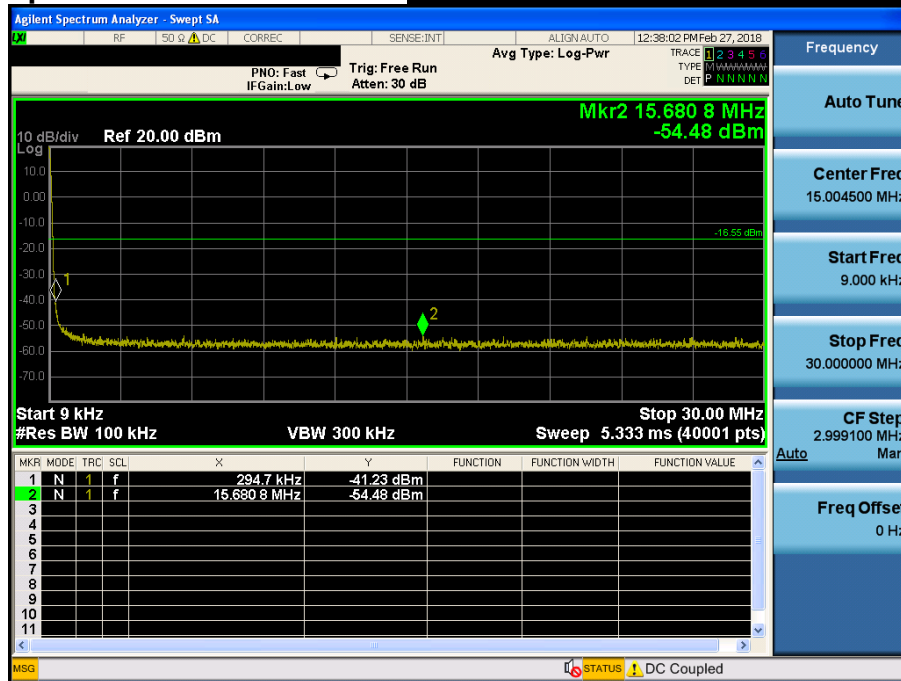 Agilent Spectrum Analyzer - Swept SA
LXI RF 50 Ω DC CORREC SENSE:INT ALIGN AUTO 12:38:02 PM Feb 27, 2018
Avg Type: Log-Pwr TRACE 1 2 3 4 5 6
PNO: Fast Trig: Free Run TYPE M WWWWW
IFGain:Low Atten: 30 dB DET P N N N N N
Mkr2 15.680 8 MHz
10 dB/div Ref 20.00 dBm -54.48 dBm
Log
10.0
0.00
-10.0
-16.55 dBm
-20.0
-30.0
1
-40.0
2
-50.0
-60.0
-70.0
Start 9 kHz Stop 30.00 MHz
#Res BW 100 kHz VBW 300 kHz Sweep 5.333 ms (40001 pts)
MKR MODE TRC SCL X Y FUNCTION FUNCTION WIDTH FUNCTION VALUE
1 N 1 f 294.7 kHz -41.23 dBm
2 N 1 f 15.680 8 MHz -54.48 dBm
3
4
5
6
7
8
9
10
11
MSG STATUS DC Coupled
Frequency
Auto Tune
Center Freq
15.004500 MHz
Start Freq
9.000 kHz
Stop Freq
30.000000 MHz
CF Step
2.999100 MHz
Auto Man
Freq Offset
0 Hz